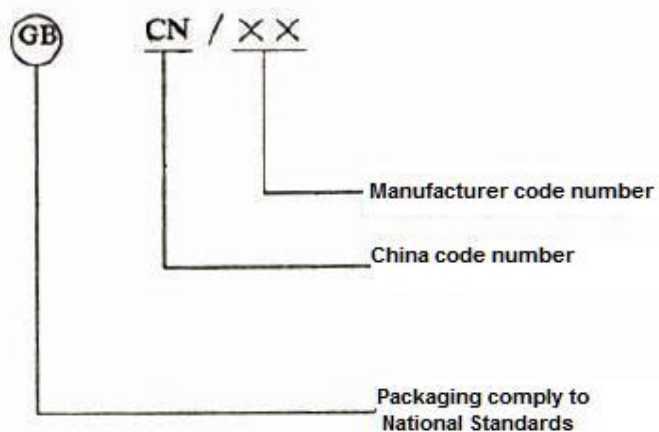 GB CN / ××
Manufacturer code number
China code number
Packaging comply to
National Standards